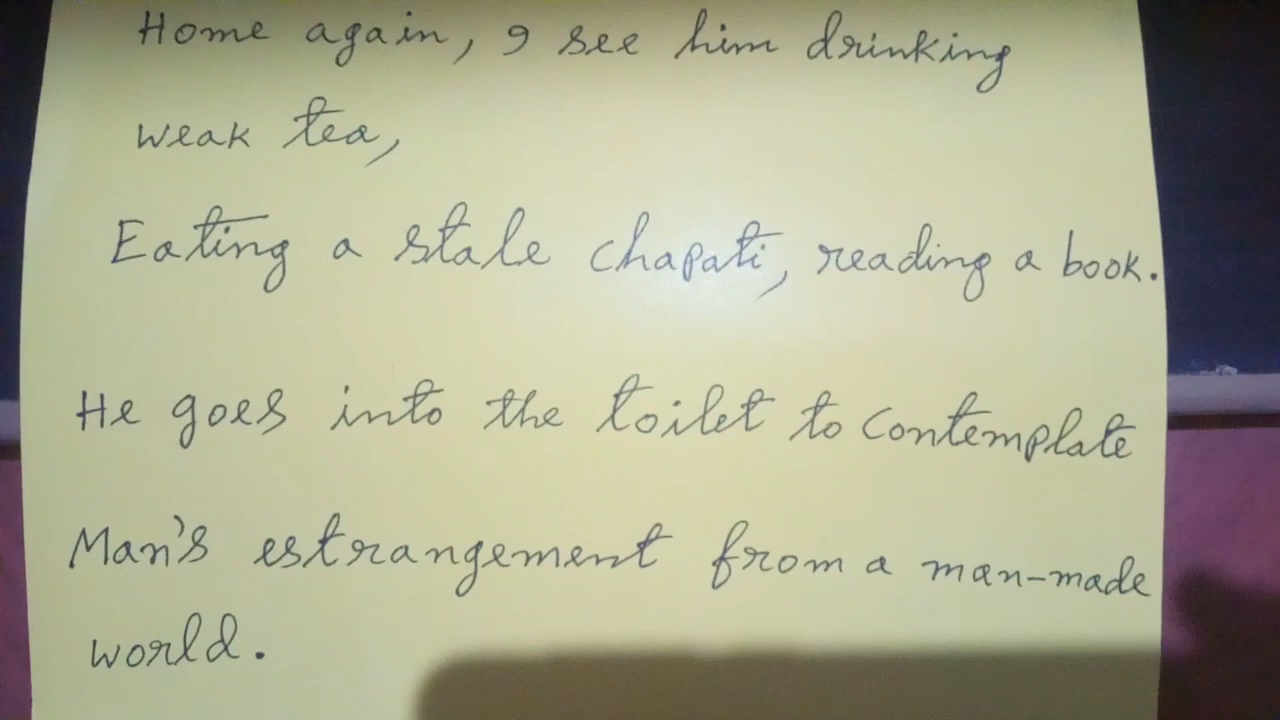 Home again, I see him drinking
weak tea,
Eating a stale chapati, reading a book.
He goes into the toilet to contemplate
Man's estrangement from a man-made
world.